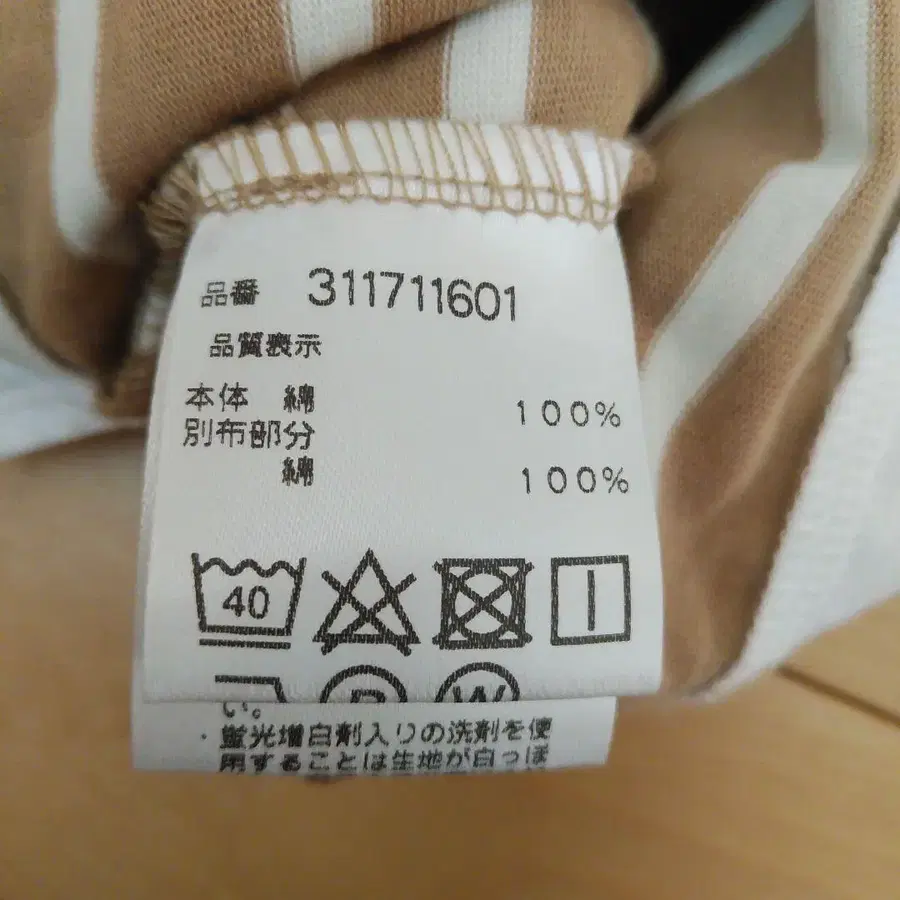 品番 311711601
品質表示
本体 綿 100%
別布部分
綿 100%
40
P W
い。
・蛍光増白剤入りの洗剤を使
用することは生地が白っぽ